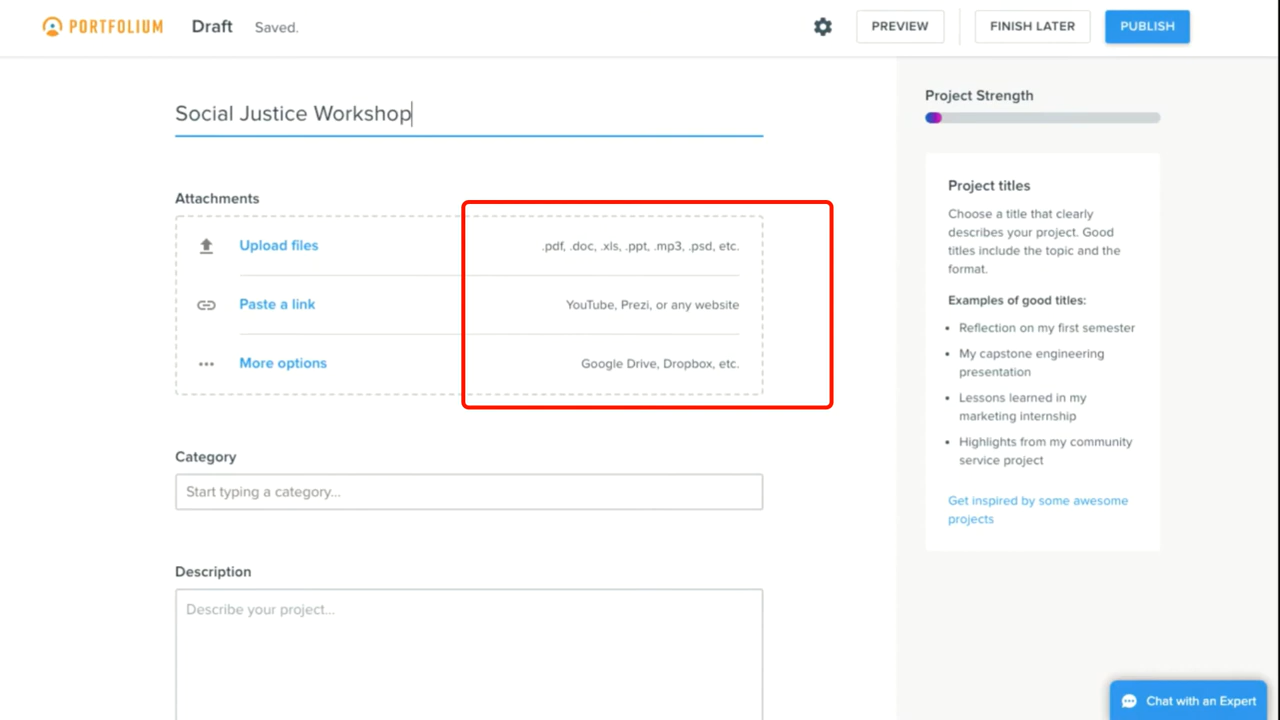 PORTFOLIUM Draft Saved. PREVIEW FINISH LATER PUBLISH
Social Justice Workshop
Attachments
Upload files .pdf, .doc, .xls, .ppt, .mp3, .psd, etc.
Paste a link YouTube, Prezi, or any website
More options Google Drive, Dropbox, etc.
Category
Start typing a category...
Description
Describe your project...
Project Strength
Project titles
Choose a title that clearly
describes your project. Good
titles include the topic and the
format.
Examples of good titles:
Reflection on my first semester
My capstone engineering
presentation
Lessons learned in my
marketing internship
Highlights from my community
service project
Get inspired by some awesome
projects
Chat with an Expert